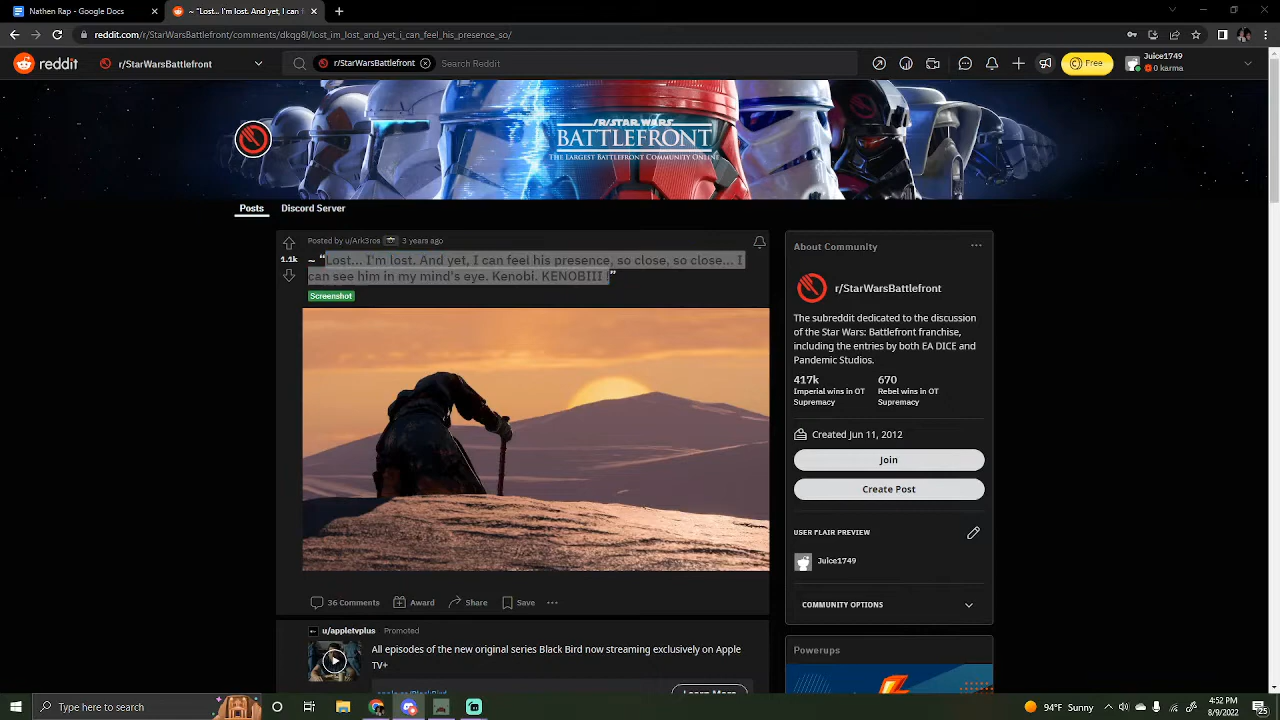 Nathen Rap - Google Docs
~ "Lost... I'm lost. And yet, I can
reddit.com/r/StarWarsBattlefront/comments/dkqg8l/lost_im_lost_and_yet_i_can_feel_his_presence_so/
reddit
r/StarWarsBattlefront
r/StarWarsBattlefront
Search Reddit
Free
Juice1749
0 karma
/R/STAR WARS
BATTLEFRONT
THE LARGEST BATTLEFRONT COMMUNITY ONLINE
Posts
Discord Server
Posted by u/Ark3ros
3 years ago
1.1k
~ “Lost... I'm lost. And yet, I can feel his presence, so close, so close... I
can see him in my mind's eye. Kenobi. KENOBIII !”
Screenshot
36 Comments
Award
Share
Save
u/appletvplus
Promoted
All episodes of the new original series Black Bird now streaming exclusively on Apple
TV+
apple.co/BlackBird
Learn More
About Community
r/StarWarsBattlefront
The subreddit dedicated to the discussion
of the Star Wars: Battlefront franchise,
including the entries by both EA DICE and
Pandemic Studios.
417k
Imperial wins in OT
Supremacy
670
Rebel wins in OT
Supremacy
Created Jun 11, 2012
Join
Create Post
USER FLAIR PREVIEW
Juice1749
COMMUNITY OPTIONS
Powerups
Type here to search
94°F Sunny
4:52 PM
8/9/2022